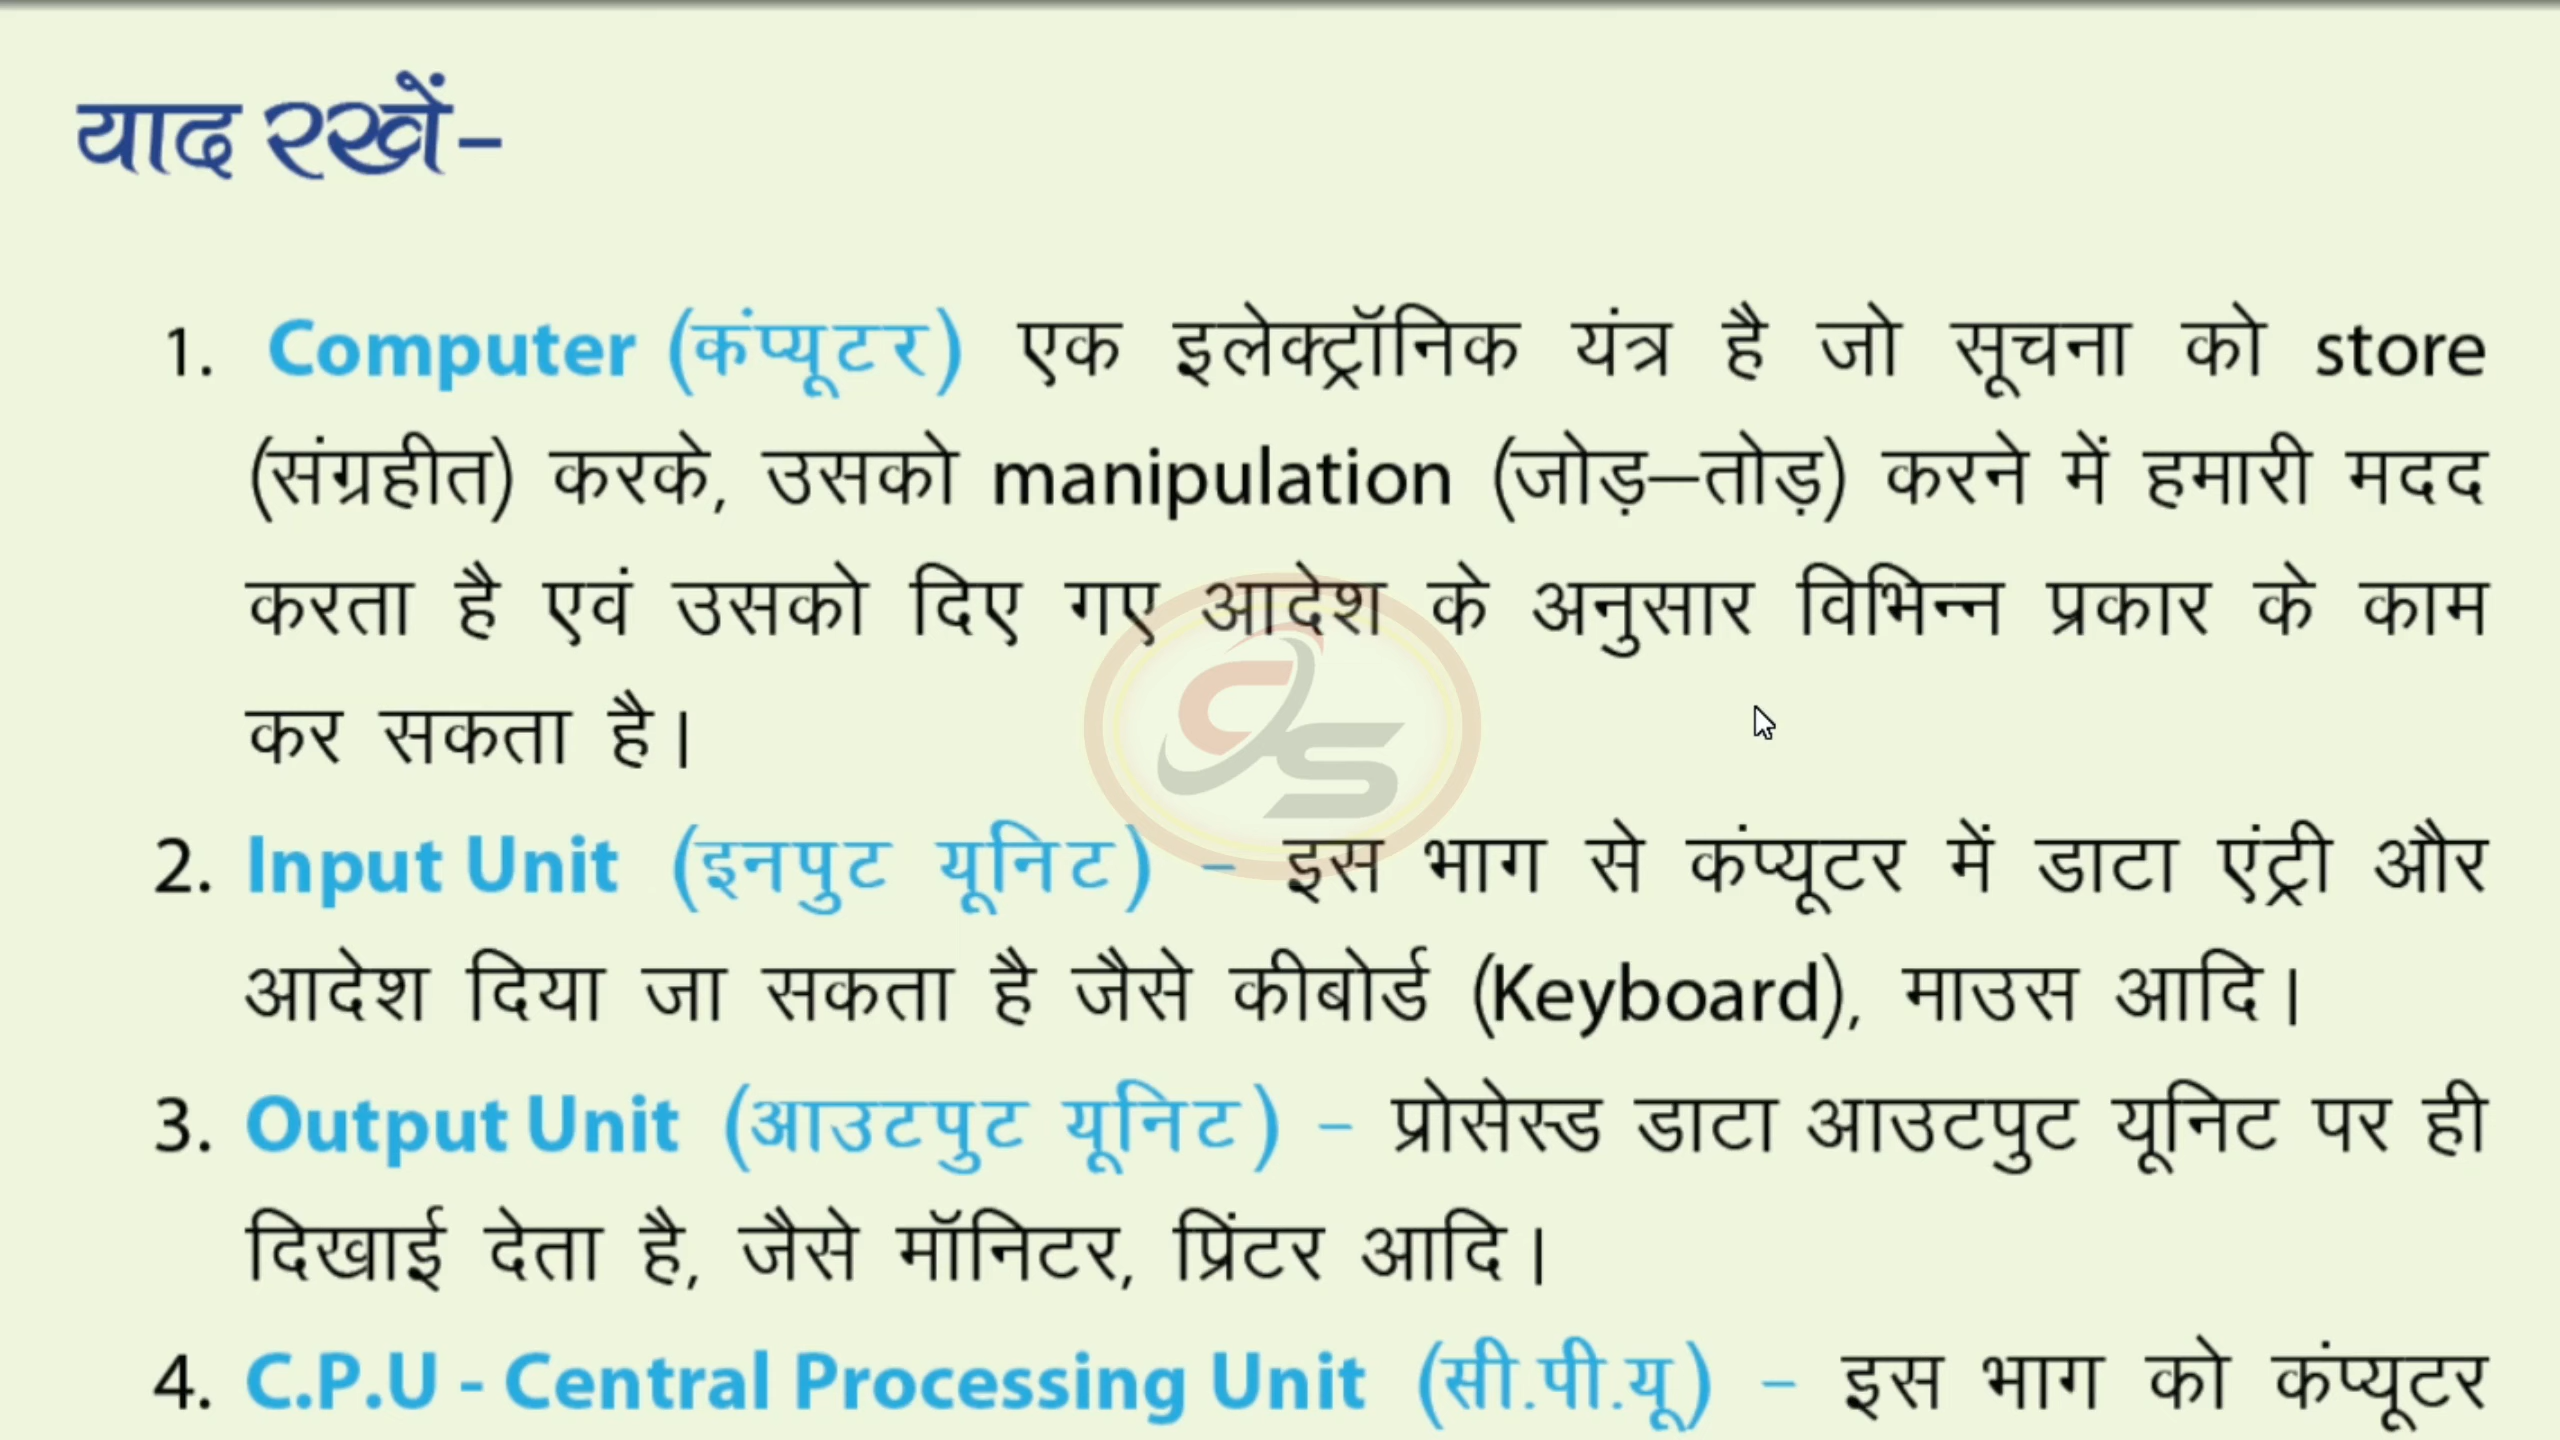 याद रखें–
1. Computer (कंप्यूटर) एक इलेक्ट्रॉनिक यंत्र है जो सूचना को store
(संग्रहीत) करके, उसको manipulation (जोड़–तोड़) करने में हमारी मदद
करता है एवं उसको दिए गए आदेश के अनुसार विभिन्न प्रकार के काम
कर सकता है।
2. Input Unit (इनपुट यूनिट) – इस भाग से कंप्यूटर में डाटा एंट्री और
आदेश दिया जा सकता है जैसे कीबोर्ड (Keyboard), माउस आदि।
3. Output Unit (आउटपुट यूनिट) – प्रोसेस्ड डाटा आउटपुट यूनिट पर ही
दिखाई देता है, जैसे मॉनिटर, प्रिंटर आदि।
4. C.P.U - Central Processing Unit (सी.पी.यू) – इस भाग को कंप्यूटर